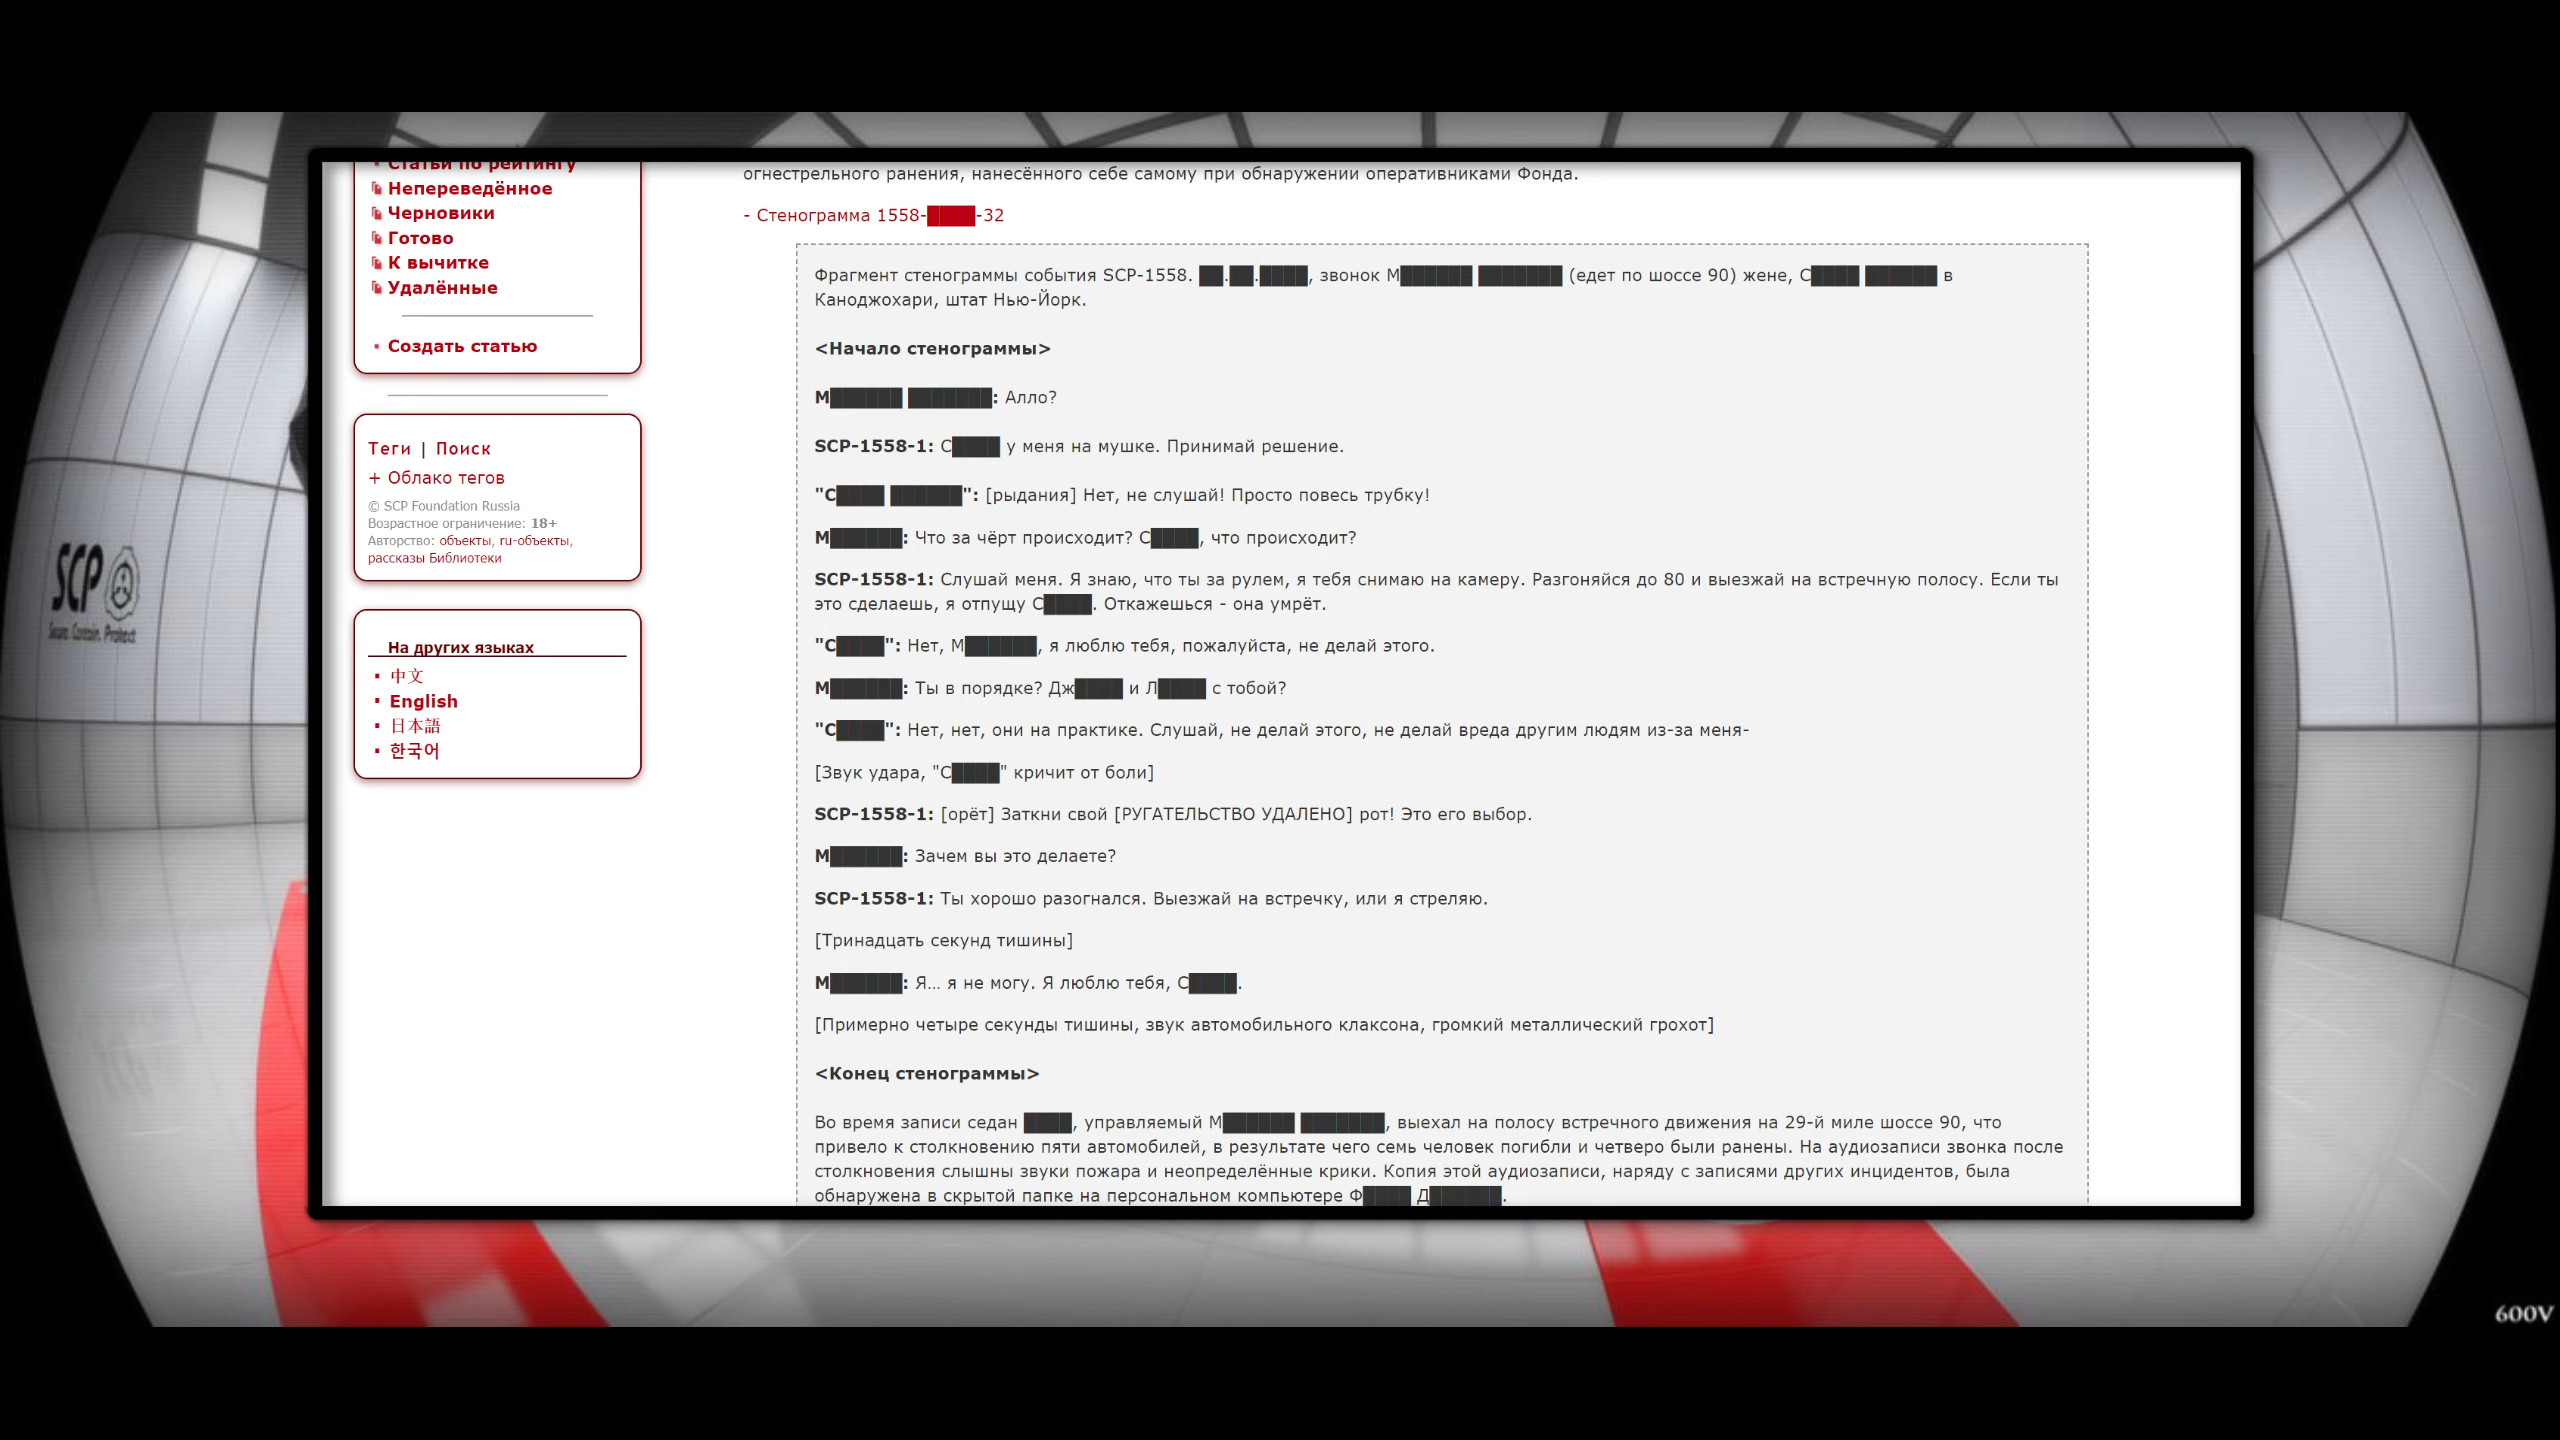 Статьи по рейтингу
Непереведённое
Черновики
Готово
К вычитке
Удалённые
Создать статью
Теги | Поиск
+ Облако тегов
© SCP Foundation Russia
Возрастное ограничение: 18+
Авторство: объекты, ru-объекты,
рассказы Библиотеки
На других языках
中文
English
日本語
한국어
огнестрельного ранения, нанесённого себе самому при обнаружении оперативниками Фонда.
- Стенограмма 1558-████-32
Фрагмент стенограммы события SCP-1558. ██.██.████, звонок М██████ ███████ (едет по шоссе 90) жене, С████ ██████ в
Каноджохари, штат Нью-Йорк.
<Начало стенограммы>
М██████ ███████: Алло?
SCP-1558-1: С████ у меня на мушке. Принимай решение.
"С████ ██████": [рыдания] Нет, не слушай! Просто повесь трубку!
М██████: Что за чёрт происходит? С████, что происходит?
SCP-1558-1: Слушай меня. Я знаю, что ты за рулем, я тебя снимаю на камеру. Разгоняйся до 80 и выезжай на встречную полосу. Если ты
это сделаешь, я отпущу С████. Откажешься - она умрёт.
"С████": Нет, М██████, я люблю тебя, пожалуйста, не делай этого.
М██████: Ты в порядке? Дж████ и Л████ с тобой?
"С████": Нет, нет, они на практике. Слушай, не делай этого, не делай вреда другим людям из-за меня-
[Звук удара, "С████" кричит от боли]
SCP-1558-1: [орёт] Заткни свой [РУГАТЕЛЬСТВО УДАЛЕНО] рот! Это его выбор.
М██████: Зачем вы это делаете?
SCP-1558-1: Ты хорошо разогнался. Выезжай на встречку, или я стреляю.
[Тринадцать секунд тишины]
М██████: Я… я не могу. Я люблю тебя, С████.
[Примерно четыре секунды тишины, звук автомобильного клаксона, громкий металлический грохот]
<Конец стенограммы>
Во время записи седан ████, управляемый М██████ ███████, выехал на полосу встречного движения на 29-й миле шоссе 90, что
привело к столкновению пяти автомобилей, в результате чего семь человек погибли и четверо были ранены. На аудиозаписи звонка после
столкновения слышны звуки пожара и неопределённые крики. Копия этой аудиозаписи, наряду с записями других инцидентов, была
обнаружена в скрытой папке на персональном компьютере Ф████ Д██████.
SCP
Secure. Contain. Protect
600V